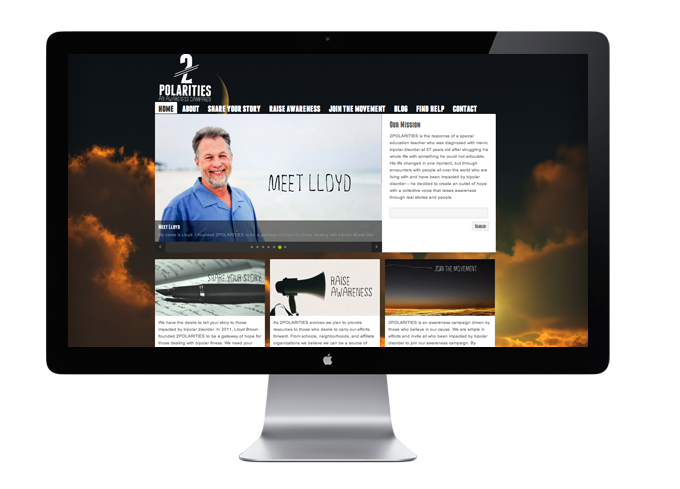 2
POLARITIES
AN AWARENESS CAMPAIGN
HOME ABOUT SHARE YOUR STORY RAISE AWARENESS JOIN THE MOVEMENT BLOG FIND HELP CONTACT
MEET LLOYD
Meet Lloyd
My name is Lloyd. I founded 2POLARITIES to be a gateway of hope for those dealing with
Our Mission
2POLARITIES is the response of a special
education teacher who was diagnosed with manic
bipolar disorder at 57 years old after struggling his
whole life with something he could not articulate.
His life changed in one moment, but through
encounters with people all over the world who are
living with and have been impacted by bipolar
disorder – he decided to create an outlet of hope
with a collective voice that raises awareness
through real stories and people.
Search
SHARE YOUR STORY
RAISE
AWARENESS
JOIN THE MOVEMENT
We have the desire to tell your story to those
impacted by bipolar disorder. In 2011, Lloyd Brown
founded 2POLARITIES to be a gateway of hope for
those dealing with bipolar illness. We need your
As 2POLARITIES evolves we plan to provide
resources to those who desire to carry our efforts
forward. From schools, neighborhoods, and affiliate
organizations we believe we can be a source of
2POLARITIES is an awareness campaign driven by
those who believe in our cause. We are simple in
efforts and invite all who been impacted by bipolar
disorder to join our awareness campaign. By